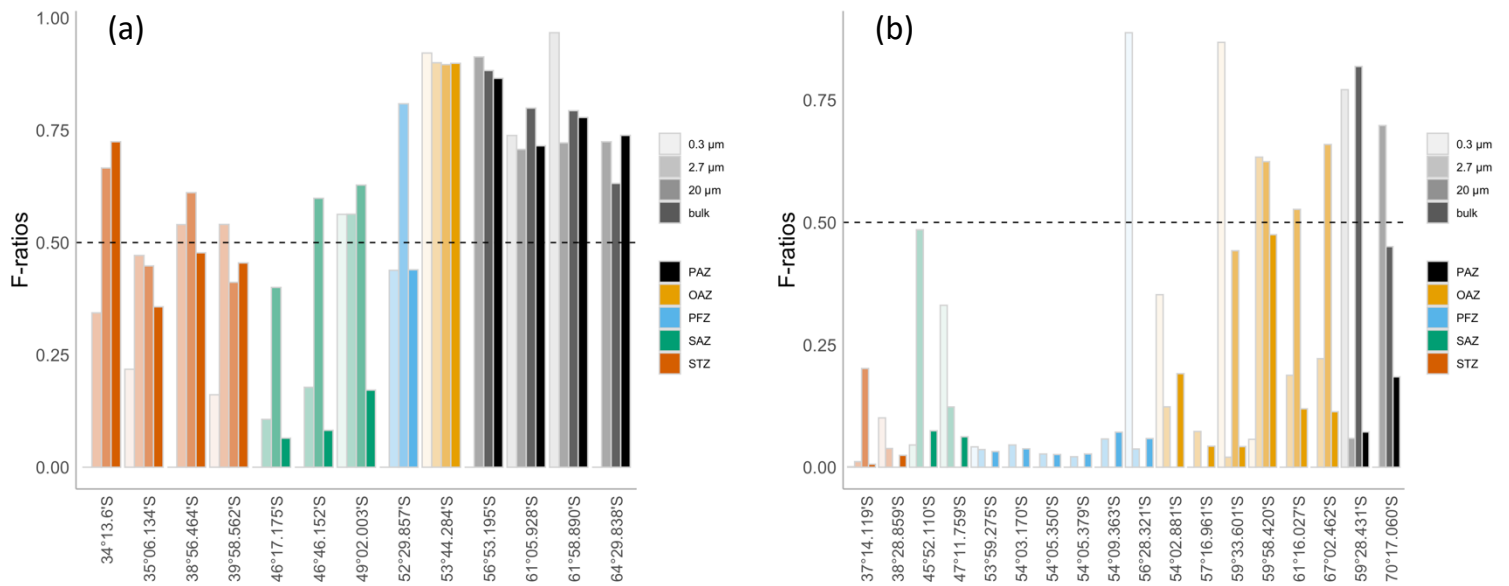 (a)
F-ratios
1.00
0.75
0.50
0.25
0.00
34°13.6'S
35°06.134'S
38°56.464'S
39°58.562'S
46°17.175'S
46°46.152'S
49°02.003'S
52°29.857'S
53°44.284'S
56°53.195'S
61°05.928'S
61°58.890'S
64°29.838'S
0.3 µm
2.7 µm
20 µm
bulk
PAZ
OAZ
PFZ
SAZ
STZ
(b)
F-ratios
0.75
0.50
0.25
0.00
37°14.119'S
38°28.859'S
45°52.110'S
47°11.759'S
53°59.275'S
54°03.170'S
54°05.350'S
54°05.379'S
54°09.363'S
56°28.321'S
54°02.881'S
57°16.961'S
59°33.601'S
59°58.420'S
61°16.027'S
57°02.462'S
59°28.431'S
70°17.060'S
0.3 µm
2.7 µm
20 µm
bulk
PAZ
OAZ
PFZ
SAZ
STZ